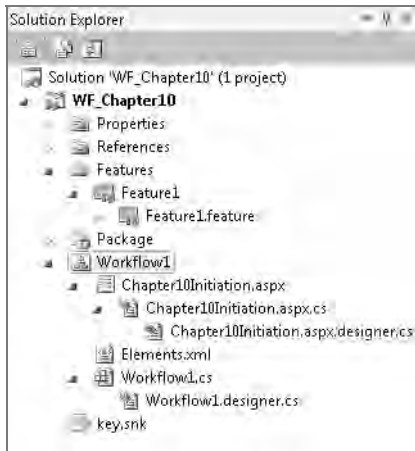 Solution Explorer
Solution 'WF_Chapter10' (1 project)
WF_Chapter10
Properties
References
Features
Feature1
Feature1.feature
Package
Workflow1
Chapter10Initiation.aspx
Chapter10Initiation.aspx.cs
Chapter10Initiation.aspx.designer.cs
Elements.xml
Workflow1.cs
Workflow1.designer.cs
key.snk